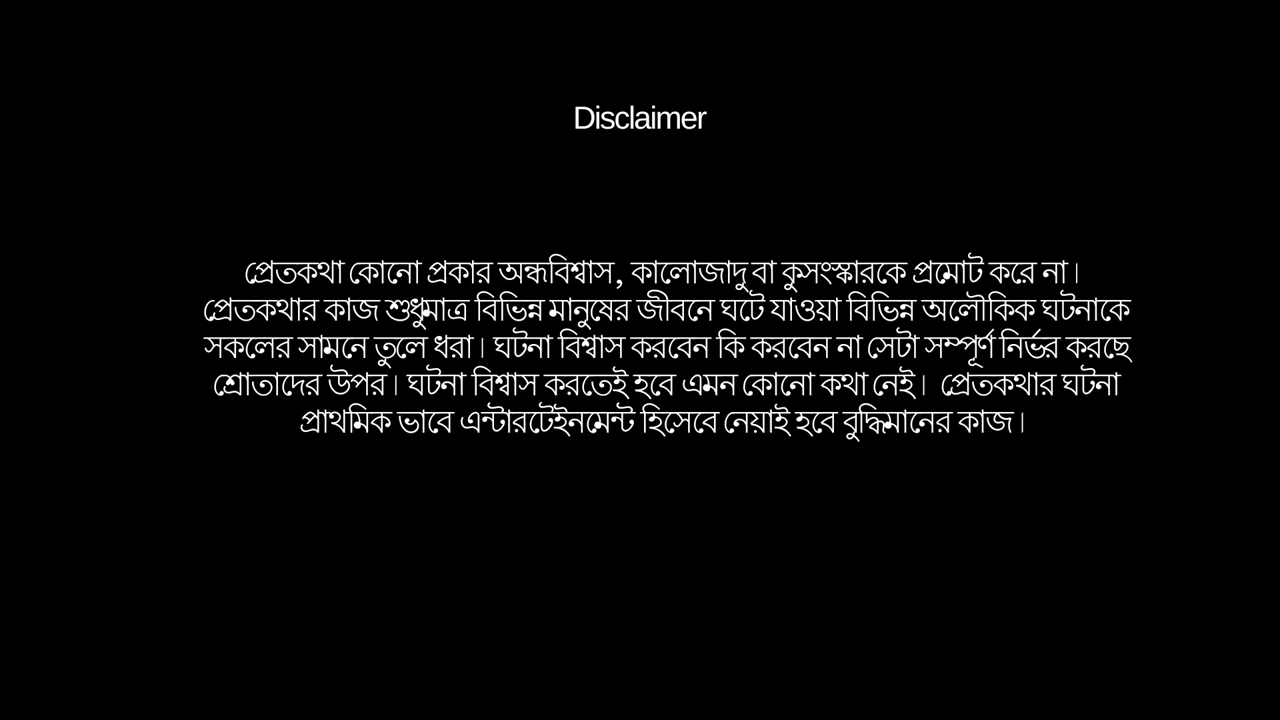 Disclaimer
প্রেতকথা কোনো প্রকার অন্ধবিশ্বাস, কালোজাদু বা কুসংস্কারকে প্রমোট করে না।
প্রেতকথার কাজ শুধুমাত্র বিভিন্ন মানুষের জীবনে ঘটে যাওয়া বিভিন্ন অলৌকিক ঘটনাকে
সকলের সামনে তুলে ধরা। ঘটনা বিশ্বাস করবেন কি করবেন না সেটা সম্পূর্ণ নির্ভর করছে
শ্রোতাদের উপর। ঘটনা বিশ্বাস করতেই হবে এমন কোনো কথা নেই। প্রেতকথার ঘটনা
প্রাথমিক ভাবে এন্টারটেইনমেন্ট হিসেবে নেয়াই হবে বুদ্ধিমানের কাজ।